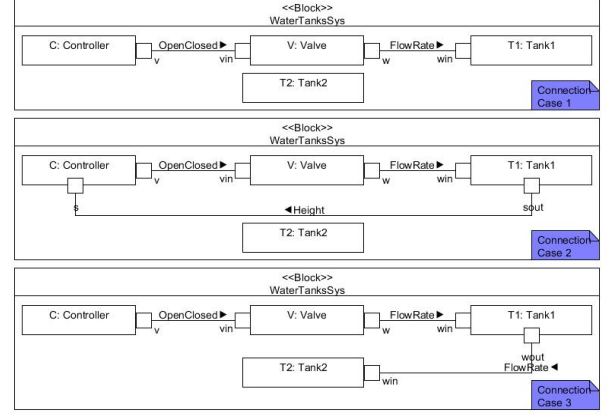 <<Block>>
WaterTanksSys
C: Controller OpenClosed V: Valve FlowRate T1: Tank1
v vin w win
T2: Tank2
Connection
Case 1
<<Block>>
WaterTanksSys
C: Controller OpenClosed V: Valve FlowRate T1: Tank1
v vin w win
s Height sout
T2: Tank2
Connection
Case 2
<<Block>>
WaterTanksSys
C: Controller OpenClosed V: Valve FlowRate T1: Tank1
v vin w win
wout
T2: Tank2 FlowRate
win
Connection
Case 3